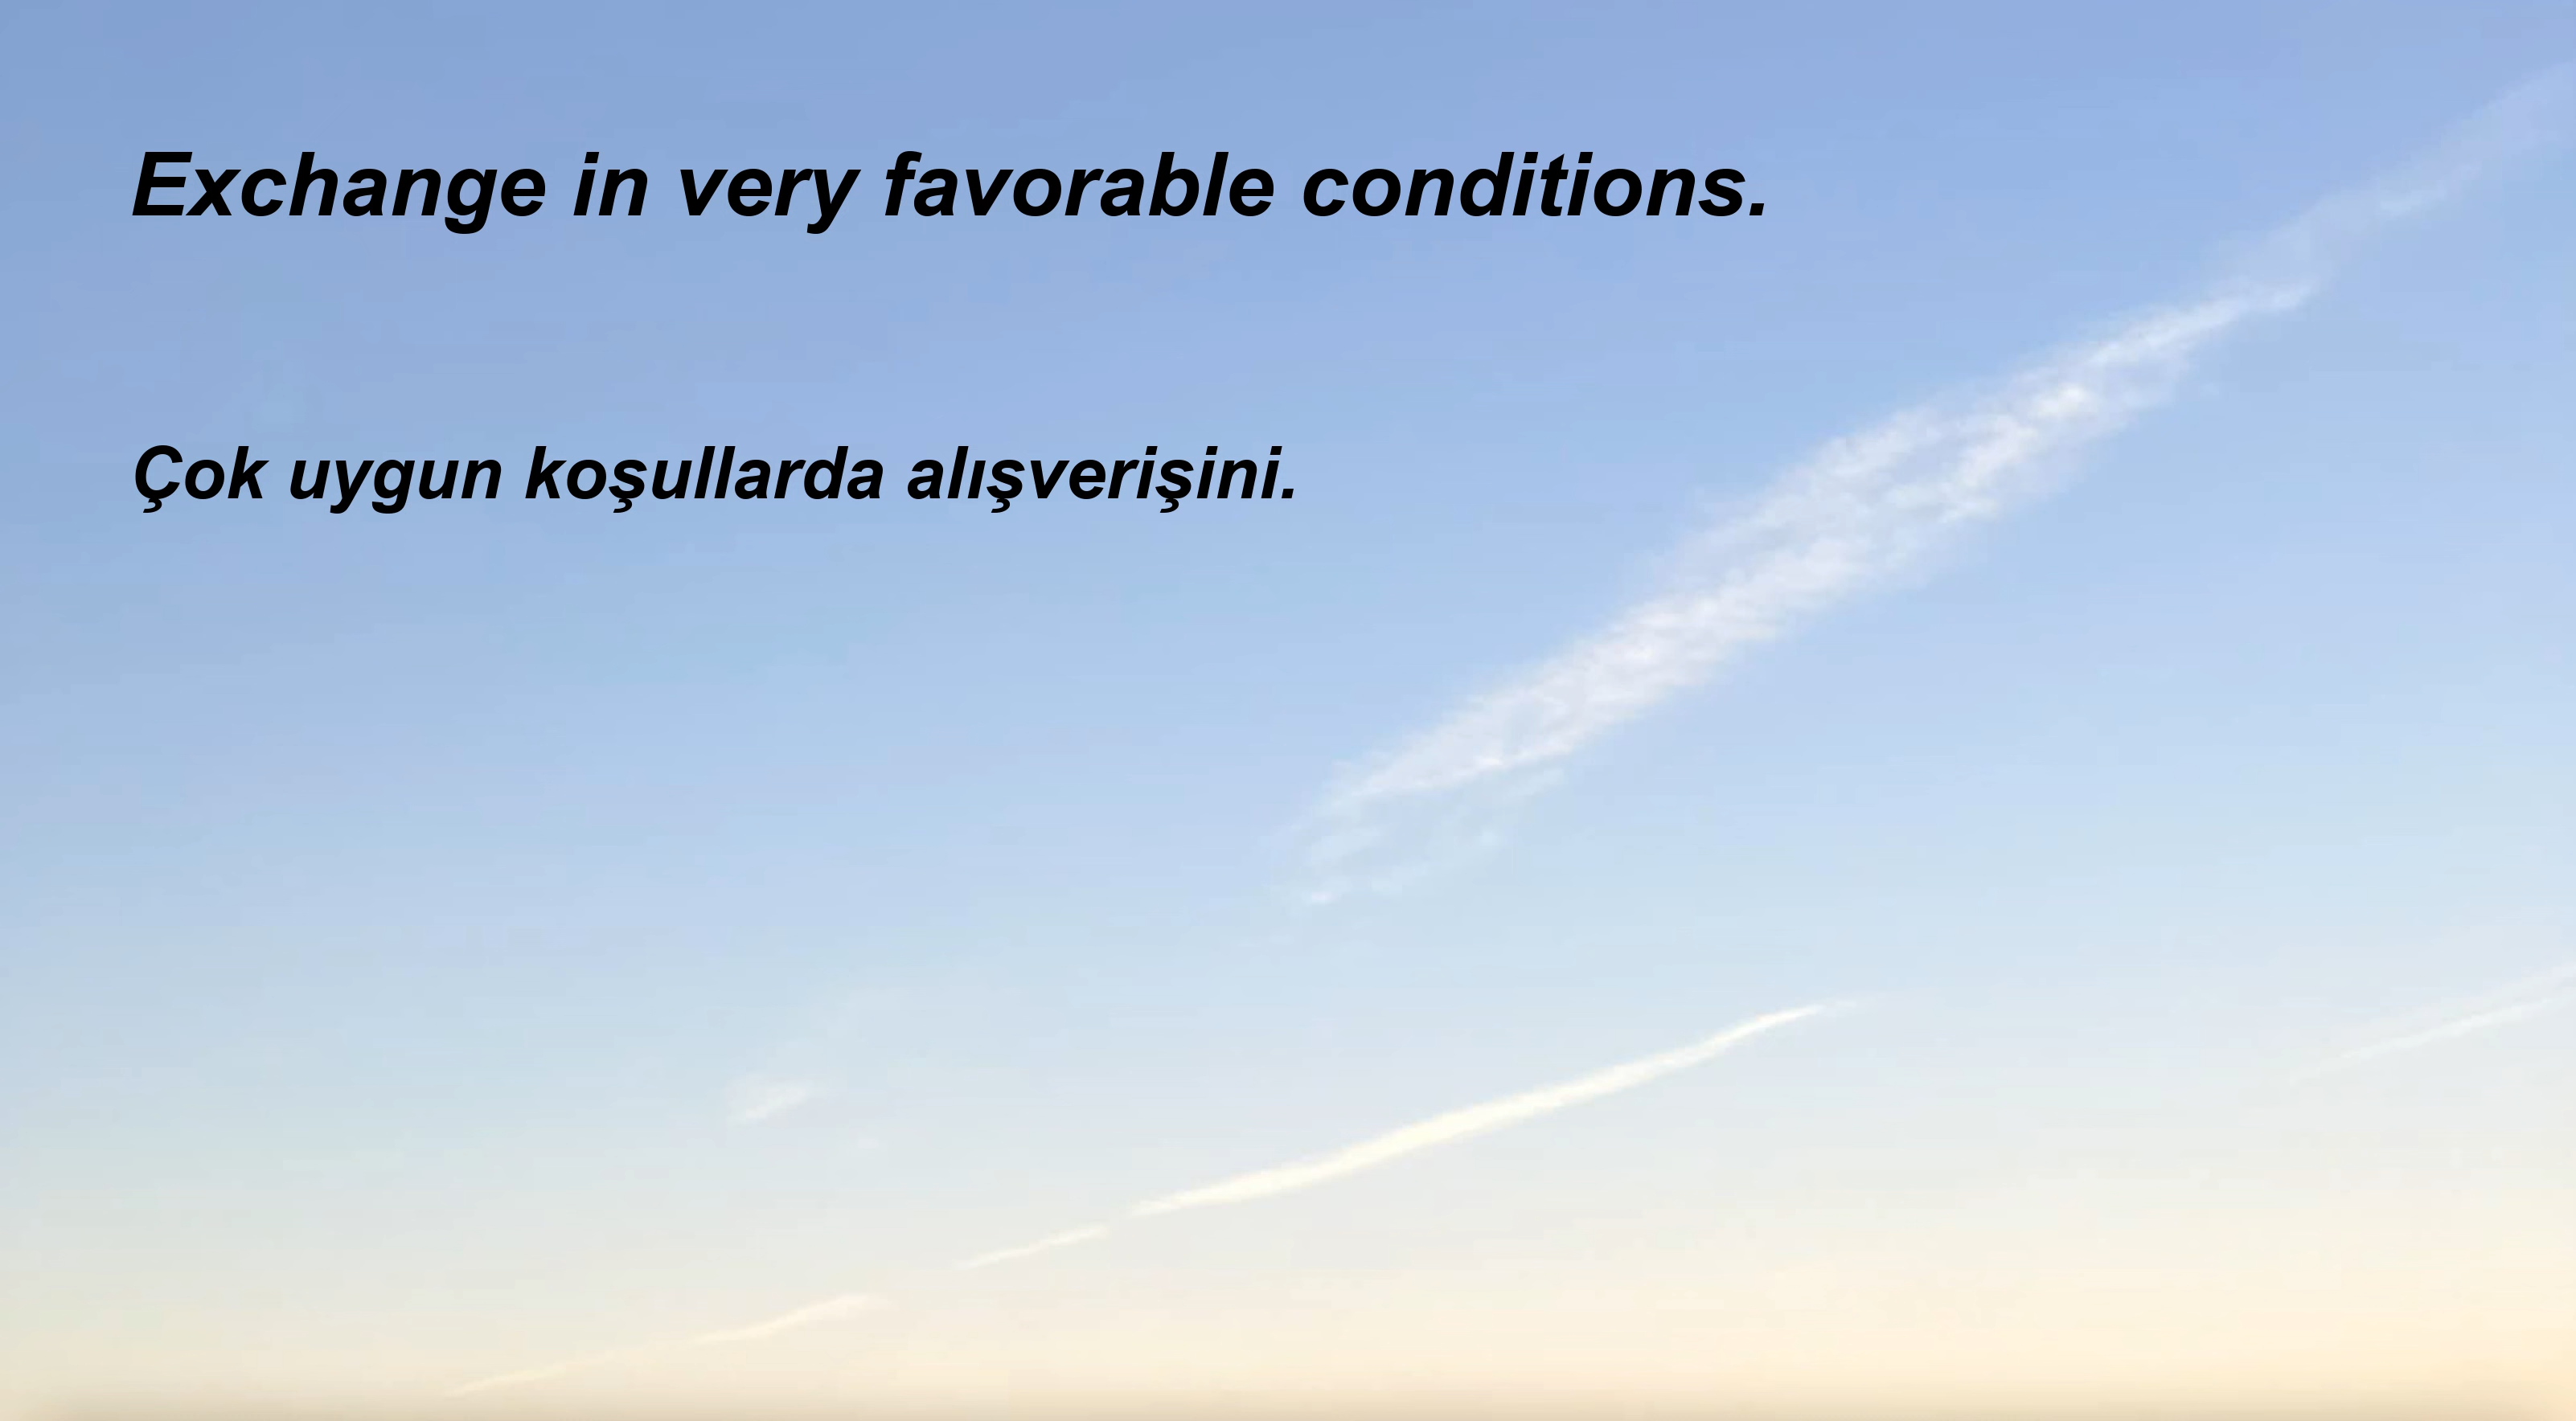 Exchange in very favorable conditions.
Çok uygun koşullarda alışverişini.